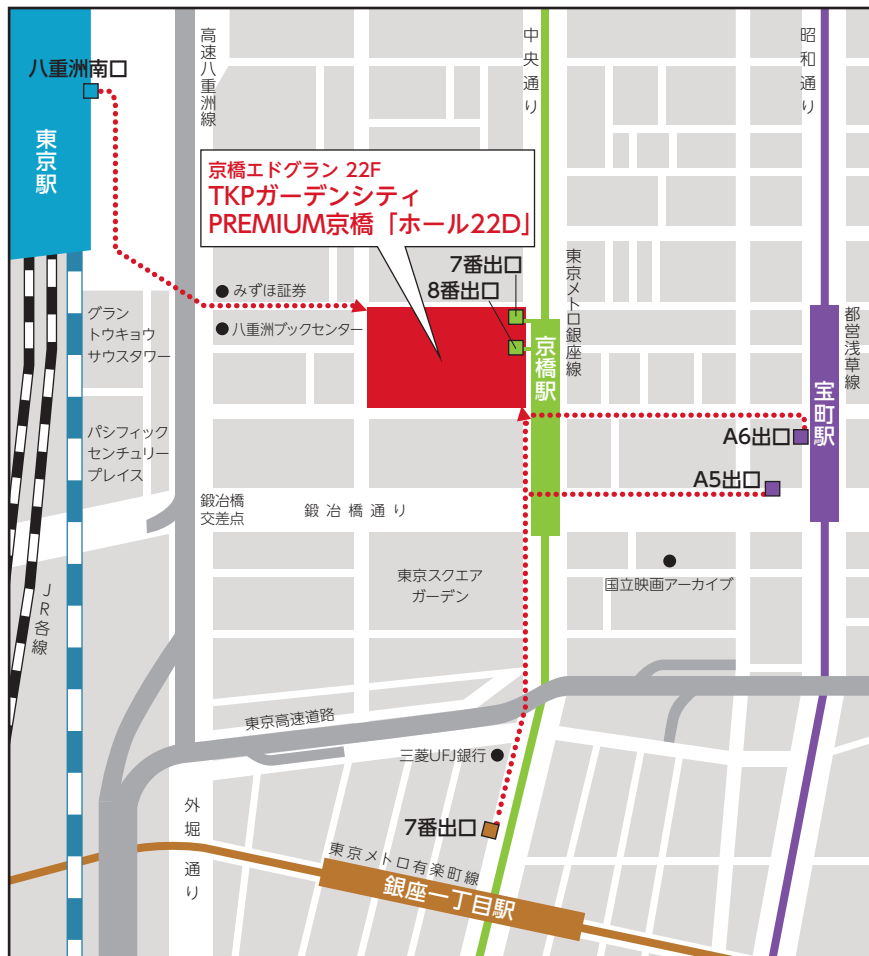 八重洲南口
東京駅
高速八重洲線
中央通り
昭和通り
京橋エドグラン 22F
TKPガーデンシティ
PREMIUM京橋「ホール22D」
7番出口
8番出口
東京メトロ銀座線
みずほ証券
八重洲ブックセンター
グラン
トウキョウ
サウスタワー
京橋駅
都営浅草線
宝町駅
A6出口
A5出口
パシフィック
センチュリー
プレイス
鍛冶橋
交差点
鍛冶橋通り
東京スクエア
ガーデン
国立映画アーカイブ
JR各線
東京高速道路
三菱UFJ銀行
外堀通り
7番出口
東京メトロ有楽町線
銀座一丁目駅